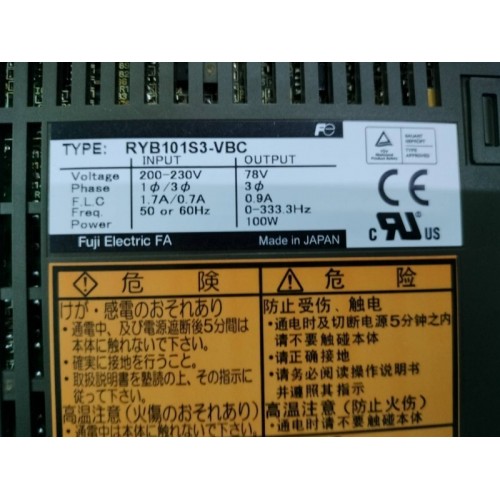 Fe
TYPE: RYB101S3-VBC
INPUT OUTPUT
Voltage 200-230V 78V
Phase 1φ/3φ 3φ
F.L.C 1.7A/0.7A 0.9A
Freq. 50 or 60Hz 0-333.3Hz
Power 100W
Fuji Electric FA Made in JAPAN
CE
c RU US
危 険
けが・感電のおそれあり
・通電中、及び電源遮断後5分間は
本体に触れないで下さい。
・確実に接地を行うこと。
・取扱説明書を熟読の上、その指示に
従って下さい。
高温注意(火傷のおそれあり)
・通電中は本体に触れないで下さい。
危 险
防止受伤、触电
・通电时及切断电源5分钟之内
请不要触碰本体
・请正确接地
・请务必阅读操作说明书
并遵照其指示
高温注意(防止火伤)
・通电时请不要触碰本体